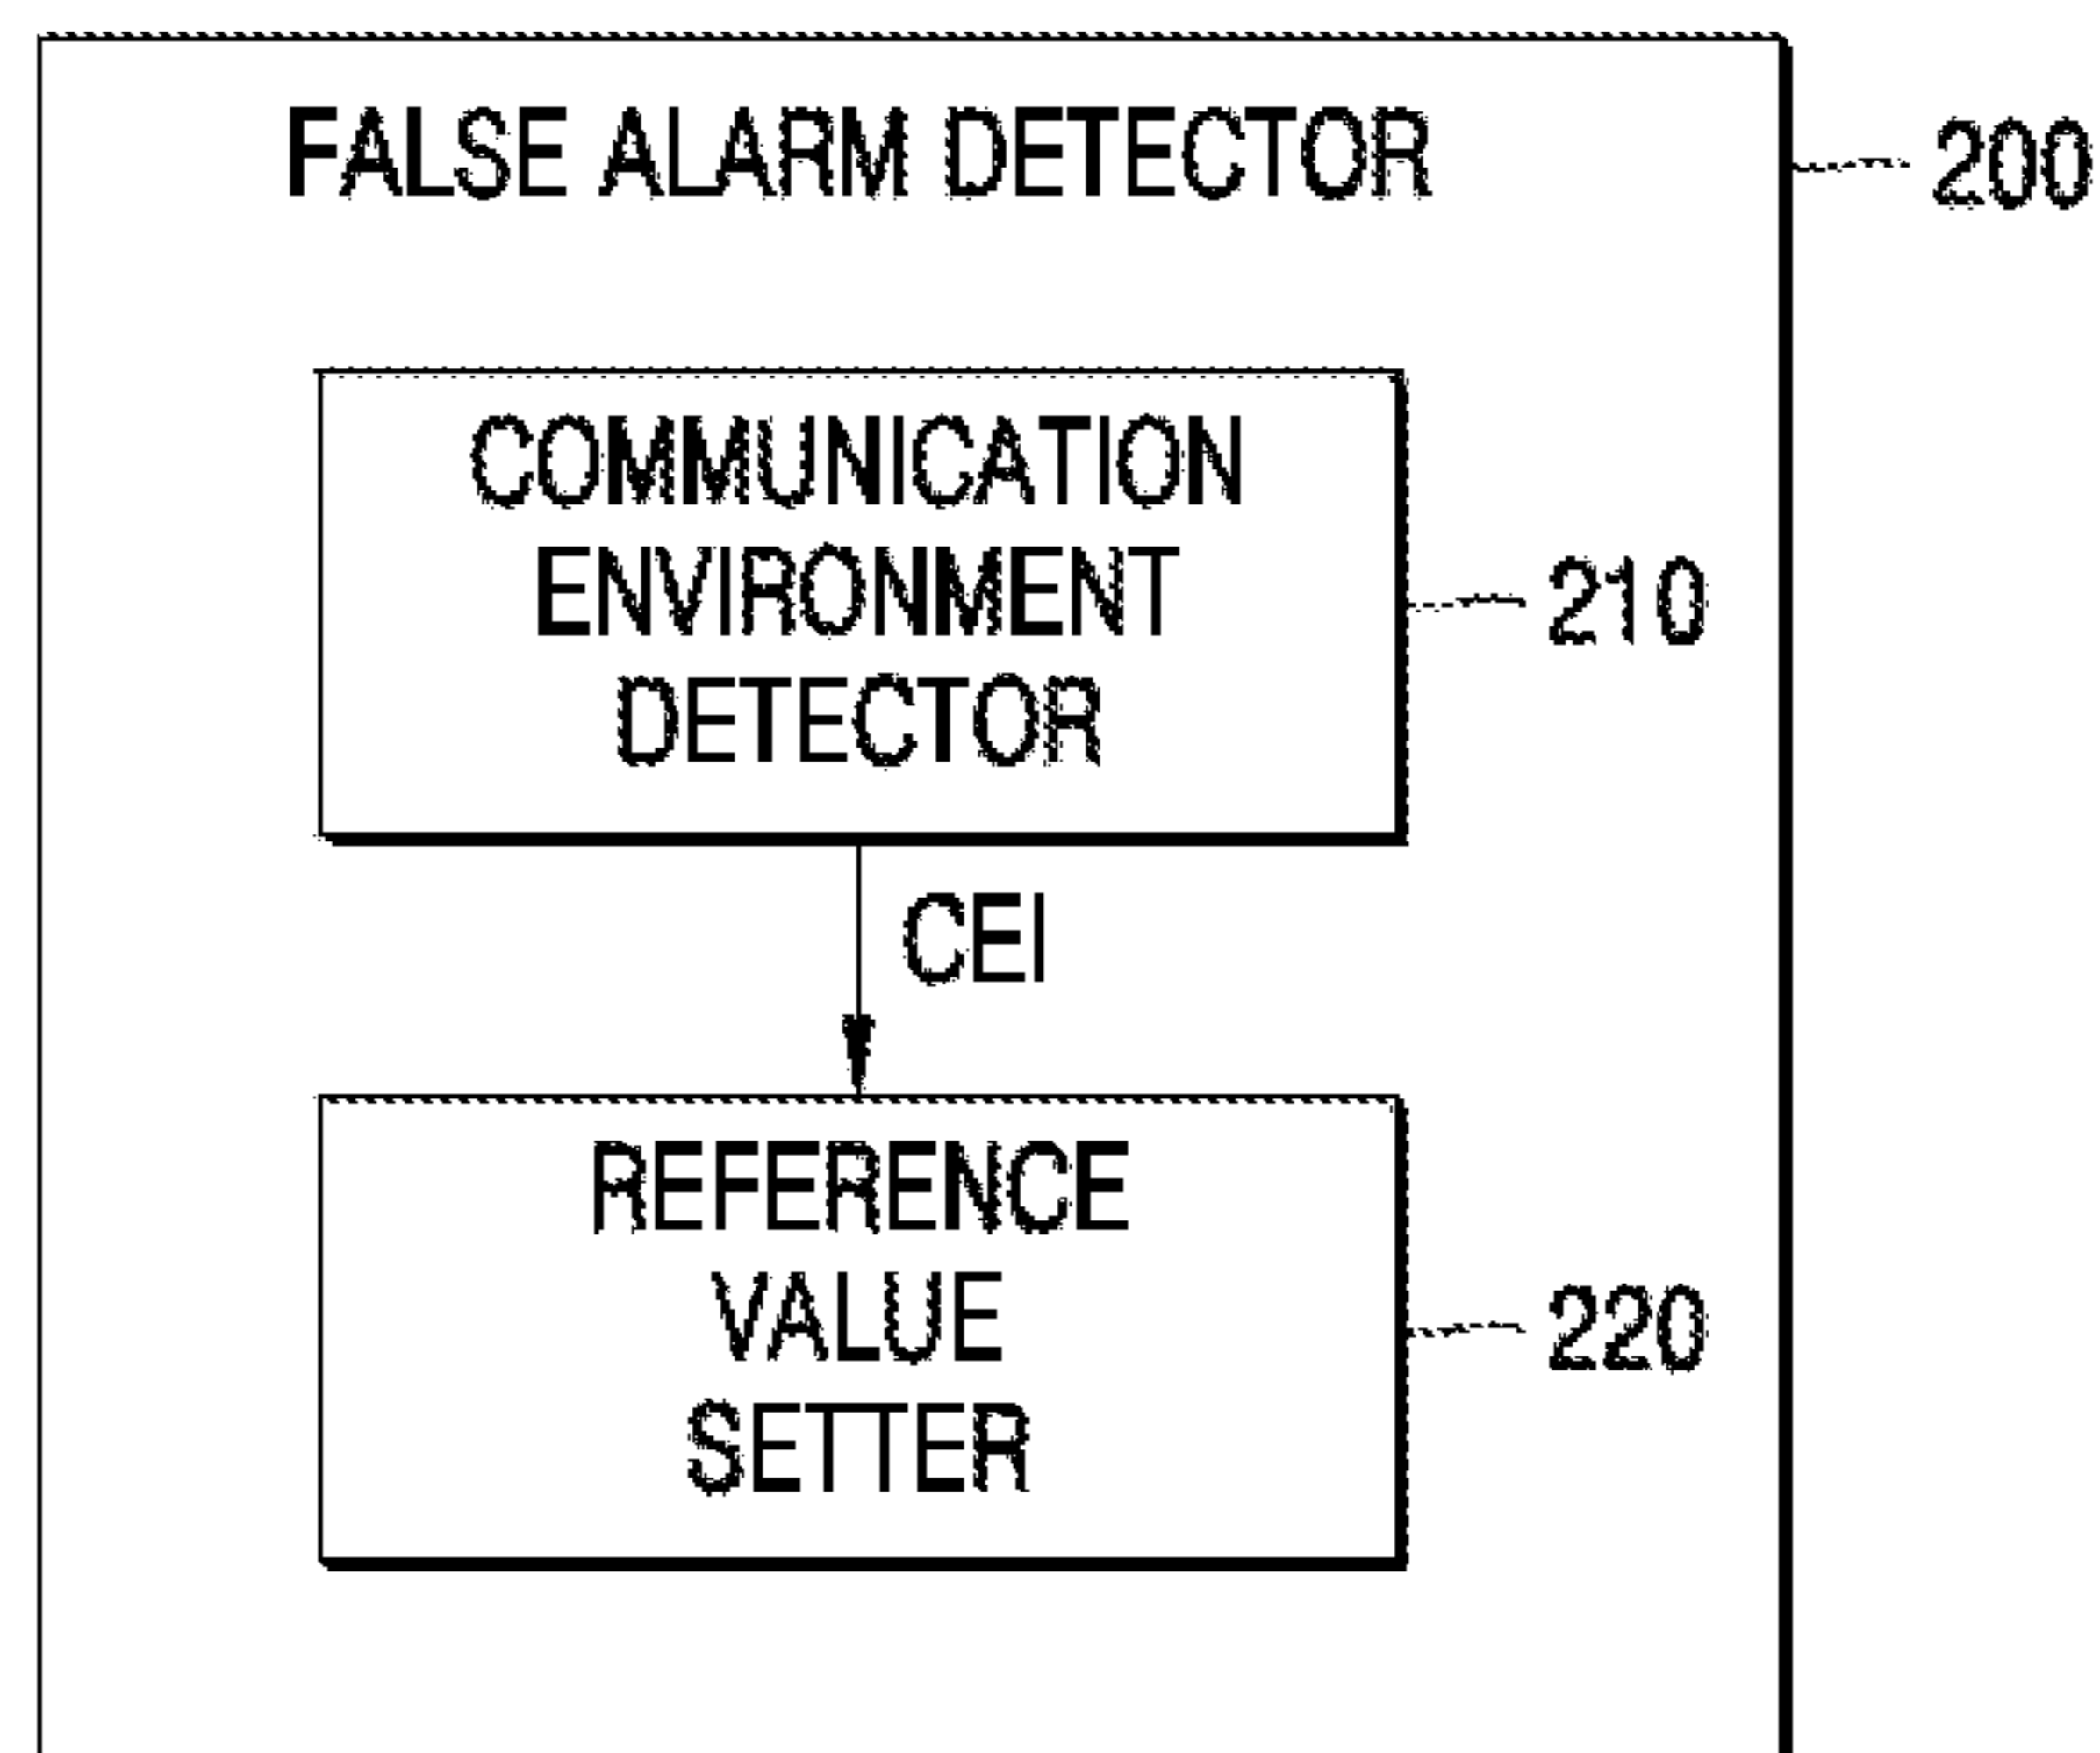 FALSE ALARM DETECTOR
200
COMMUNICATION
ENVIRONMENT
DETECTOR
210
CEI
REFERENCE
VALUE
SETTER
220